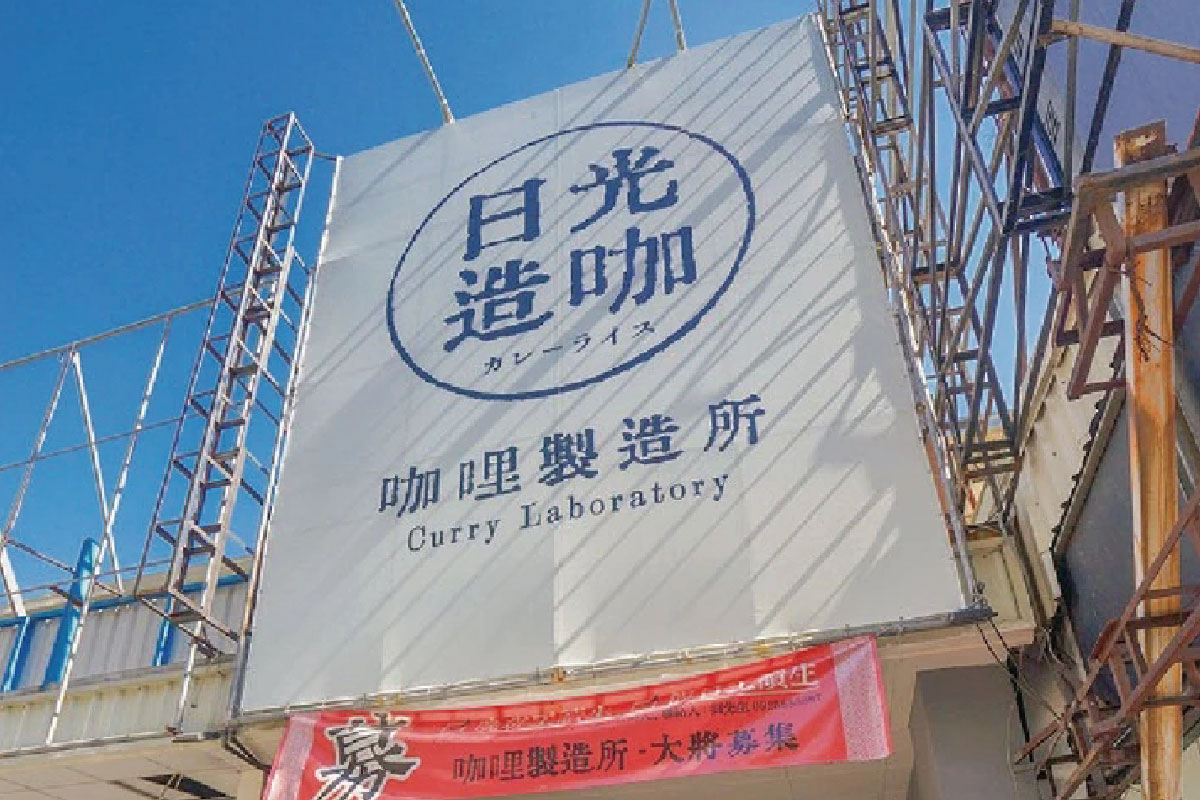 日光
造咖
カレーライス
咖哩製造所
Curry Laboratory
募
咖哩製造所·大將募集